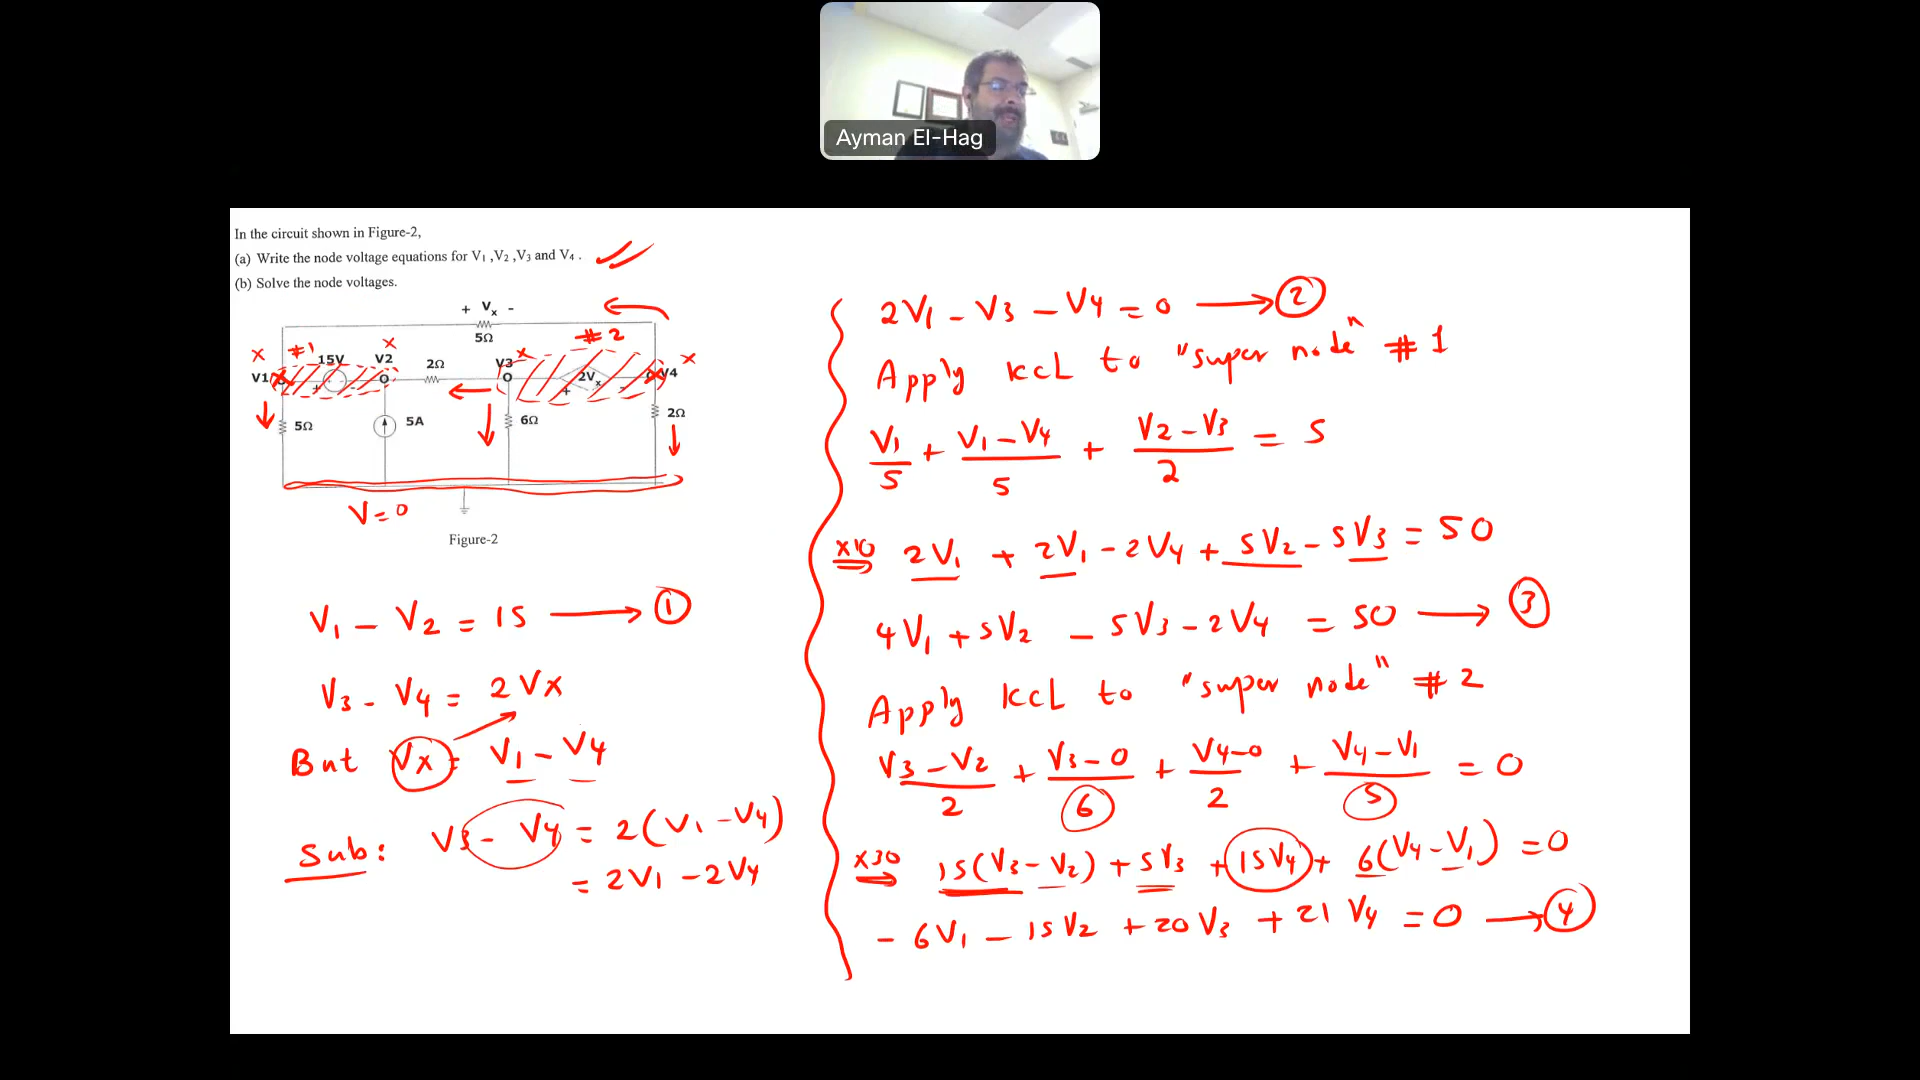 Ayman El-Hag
In the circuit shown in Figure-2,
(a) Write the node voltage equations for V1 ,V2 ,V3 and V4 .
(b) Solve the node voltages.
+ Vx -
5Ω
# 2
x #1 15V x V2 2Ω V3 x 2Vx x
V1 + - + - V4
5Ω 5A 6Ω 2Ω
V = 0
Figure-2
V1 - V2 = 15 → ①
V3 - V4 = 2Vx
But Vx = V1 - V4
Sub: V3 - V4 = 2(V1 - V4)
= 2V1 - 2V4
2V1 - V3 - V4 = 0 → ②
Apply KCL to "super node" # 1
V1/5 + V1 - V4/5 + V2 - V3/2 = 5
x10 ⇒ 2V1 + 2V1 - 2V4 + 5V2 - 5V3 = 50
4V1 + 5V2 - 5V3 - 2V4 = 50 → ③
Apply KCL to "super node" # 2
V3 - V2/2 + V3 - 0/6 + V4 - 0/2 + V4 - V1/5 = 0
x30 ⇒ 15(V3 - V2) + 5V3 + 15V4 + 6(V4 - V1) = 0
- 6V1 - 15V2 + 20V3 + 21V4 = 0 → ④